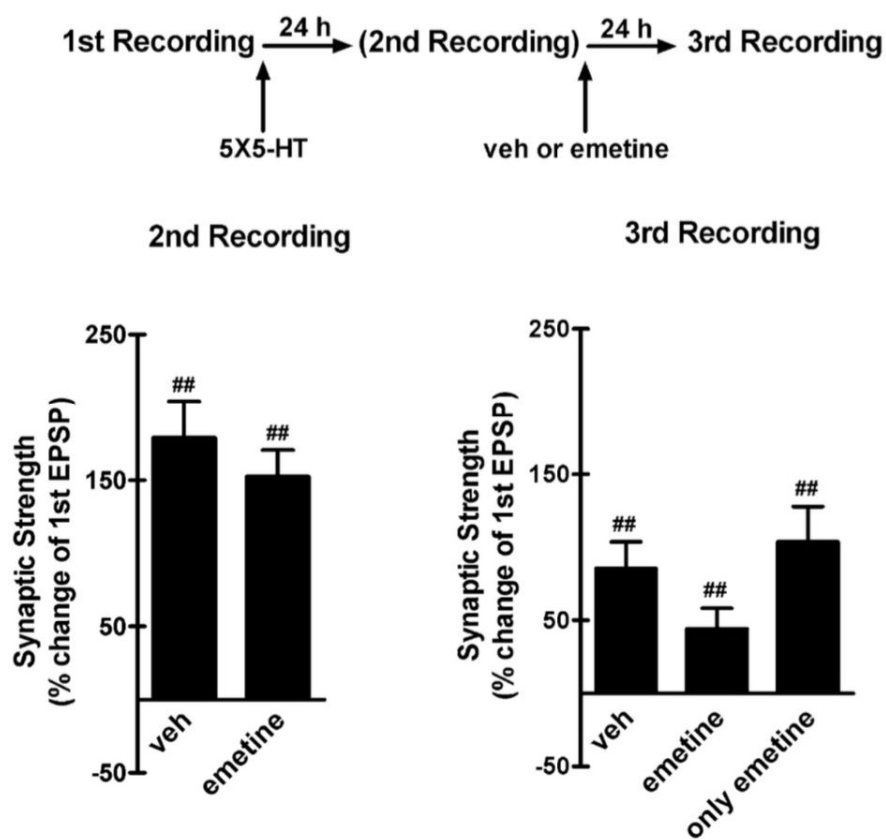 1st Recording 24 h (2nd Recording) 24 h 3rd Recording
5X5-HT veh or emetine
2nd Recording
Synaptic Strength
(% change of 1st EPSP)
250
150
50
-50
##
##
veh
emetine
3rd Recording
Synaptic Strength
(% change of 1st EPSP)
250
150
50
-50
##
##
##
veh
emetine
only emetine